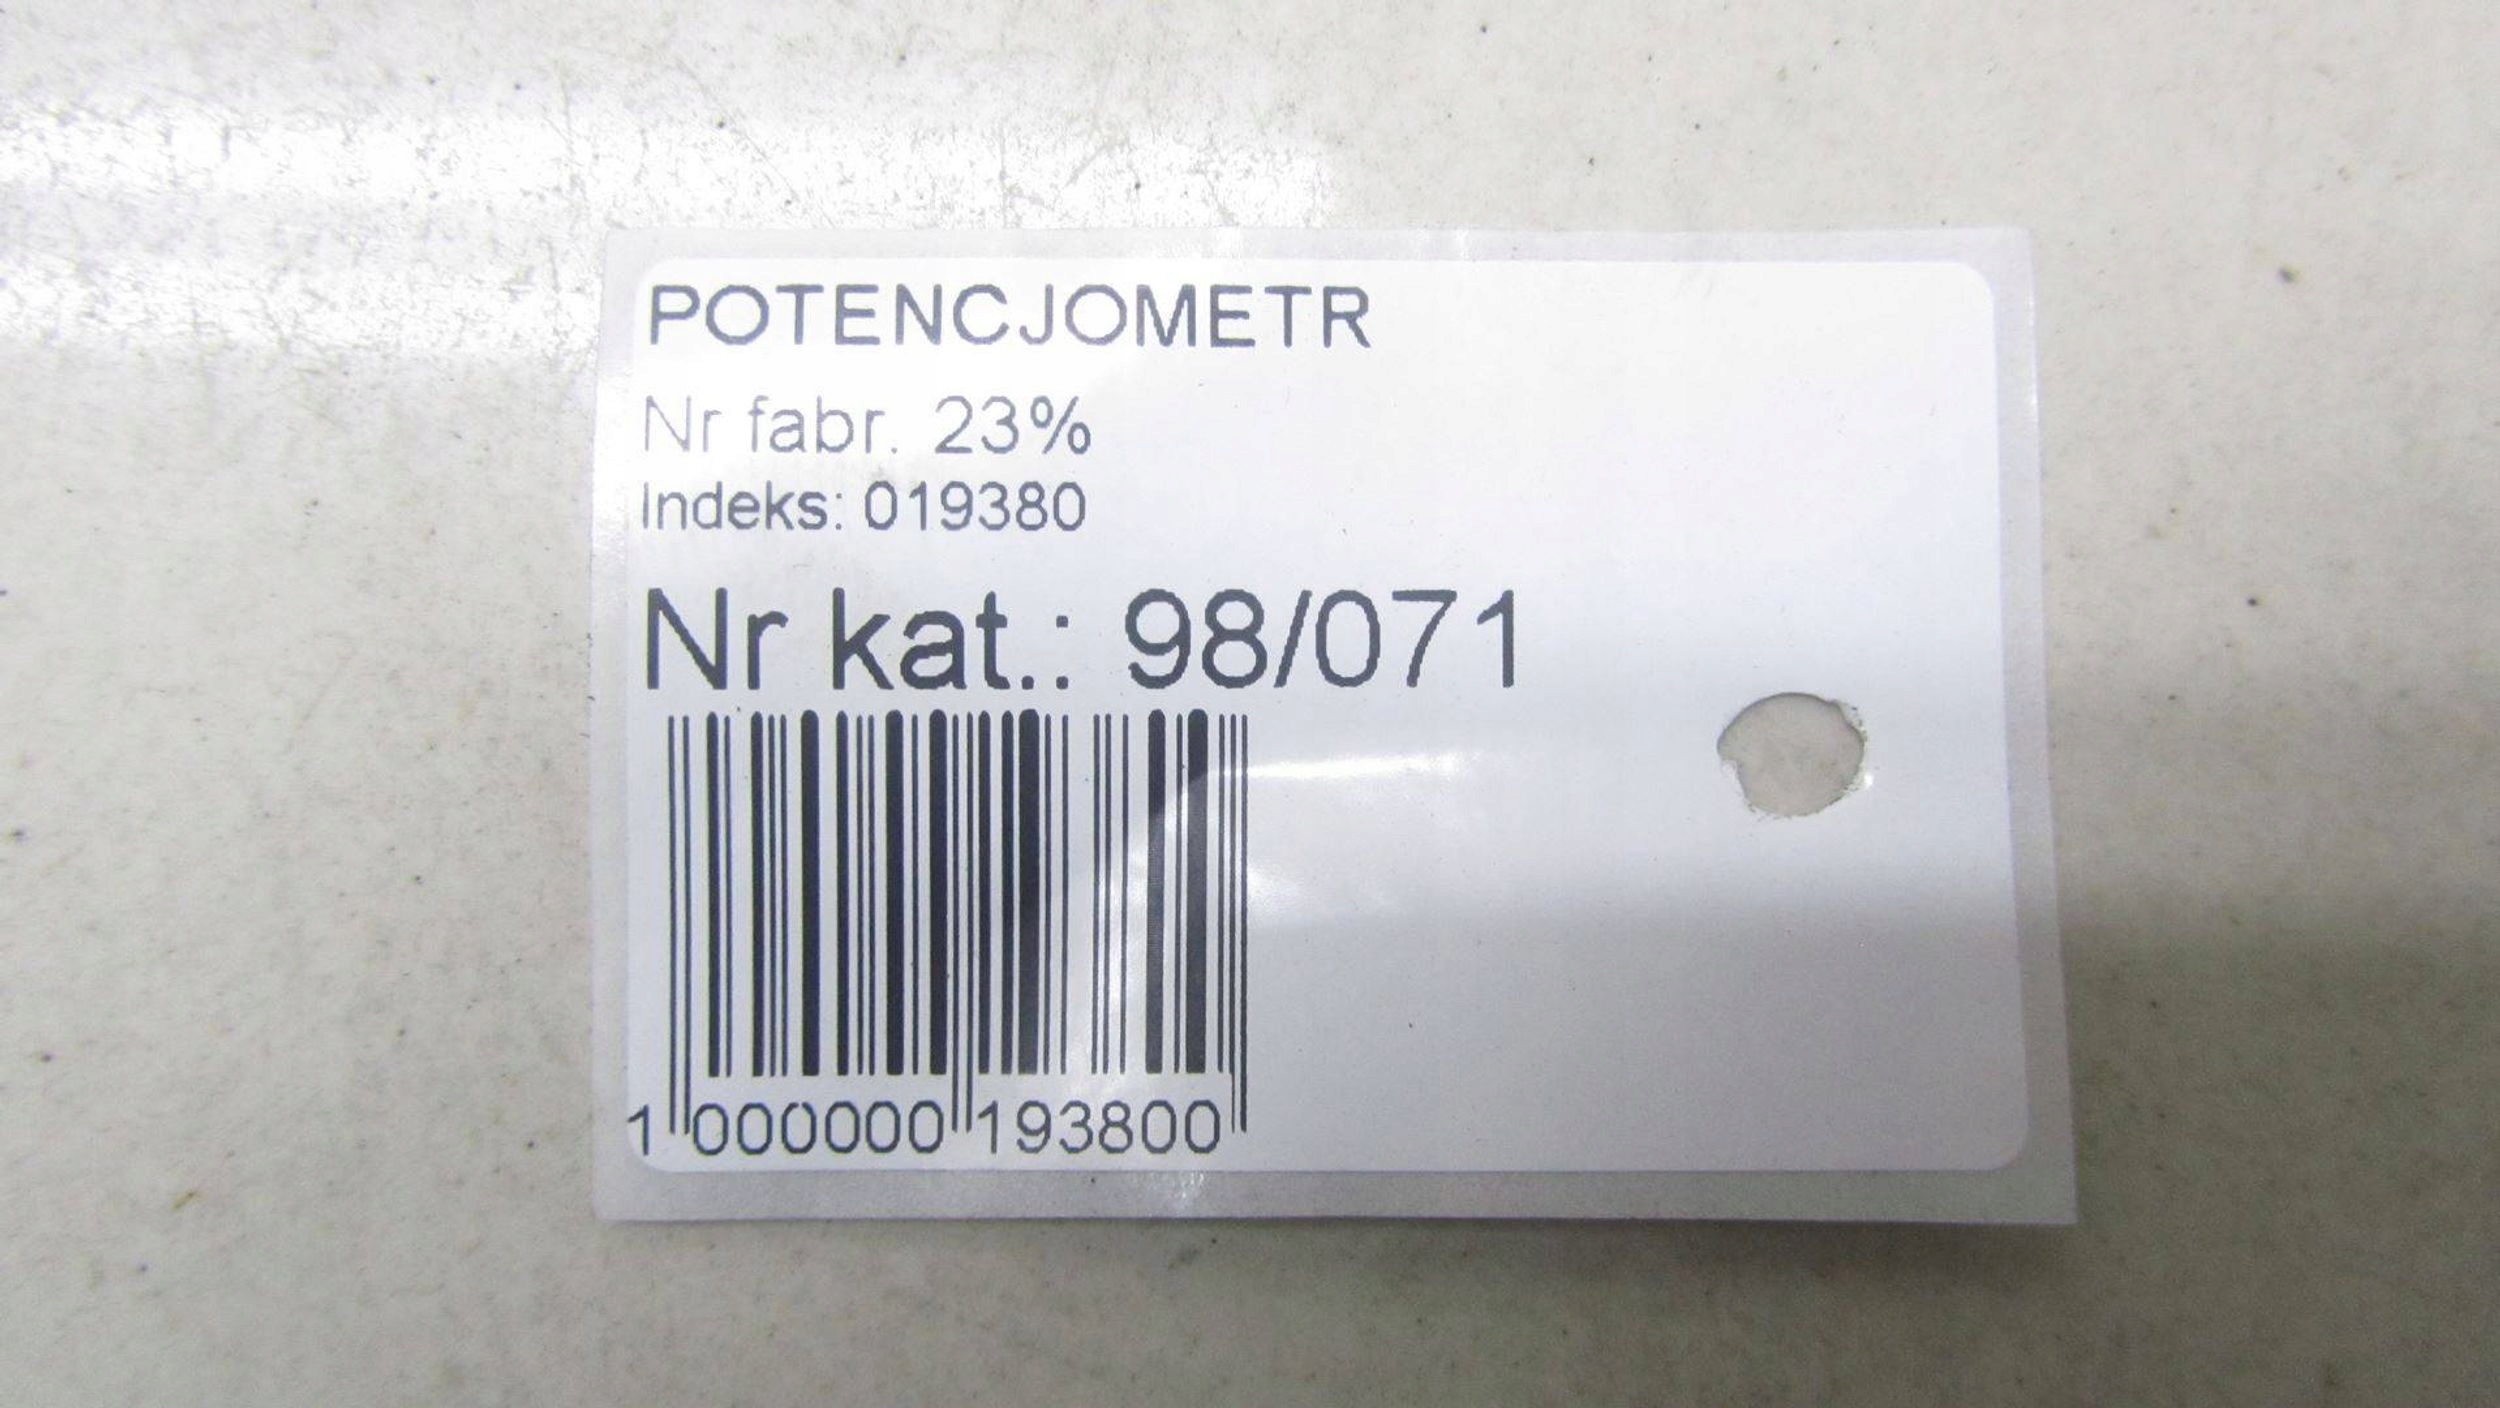 POTENCJOMETR
Nr fabr. 23%
Indeks: 019380
Nr kat.: 98/071
1 000000 193800